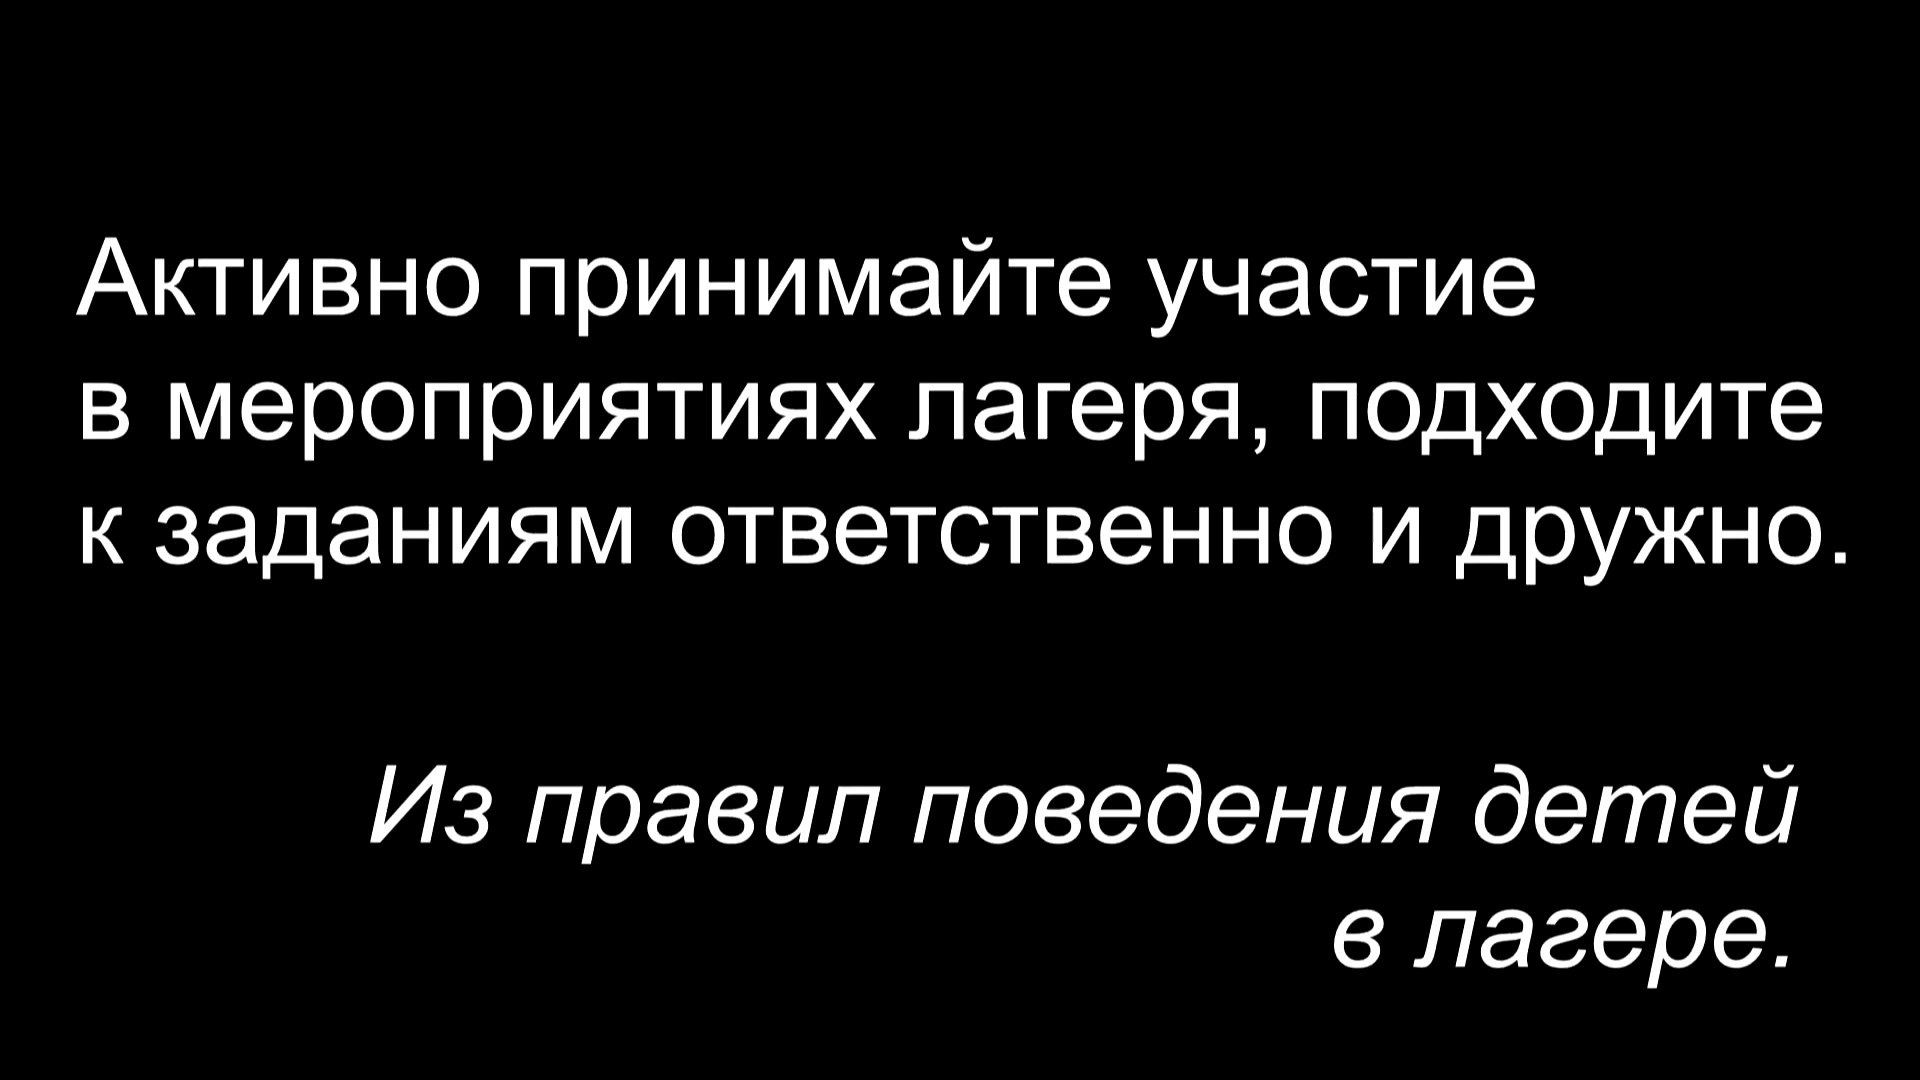 Активно принимайте участие
в мероприятиях лагеря, подходите
к заданиям ответственно и дружно.
Из правил поведения детей
в лагере.